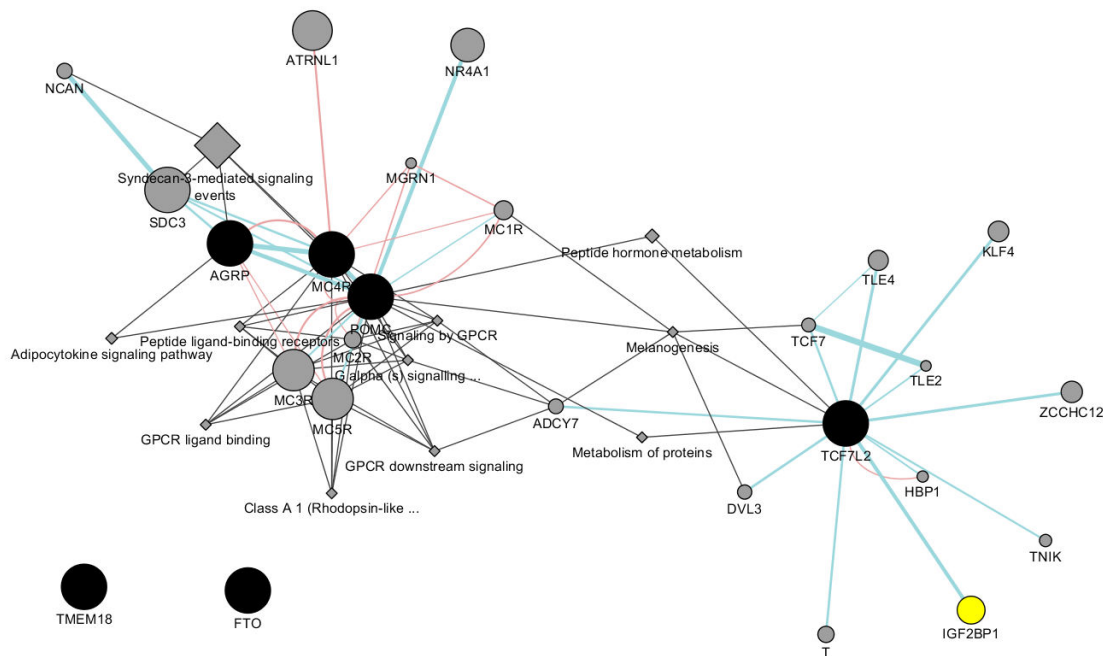 ATRNL1
NR4A1
NCAN
MGRN1
Syndecan-3-mediated signaling
events
SDC3
MC1R
KLF4
Peptide hormone metabolism
TLE4
AGRP
MC4R
POMC
TCF7
Adipocytokine signaling pathway
Peptide ligand-binding receptors
Signaling by GPCR
Melanogenesis
MC2R
G alpha (s) signalling ...
TLE2
MC3R
ZCCHC12
MC5R
ADCY7
GPCR ligand binding
Metabolism of proteins
TCF7L2
GPCR downstream signaling
HBP1
Class A 1 (Rhodopsin-like ...
DVL3
TNIK
TMEM18
FTO
IGF2BP1
T